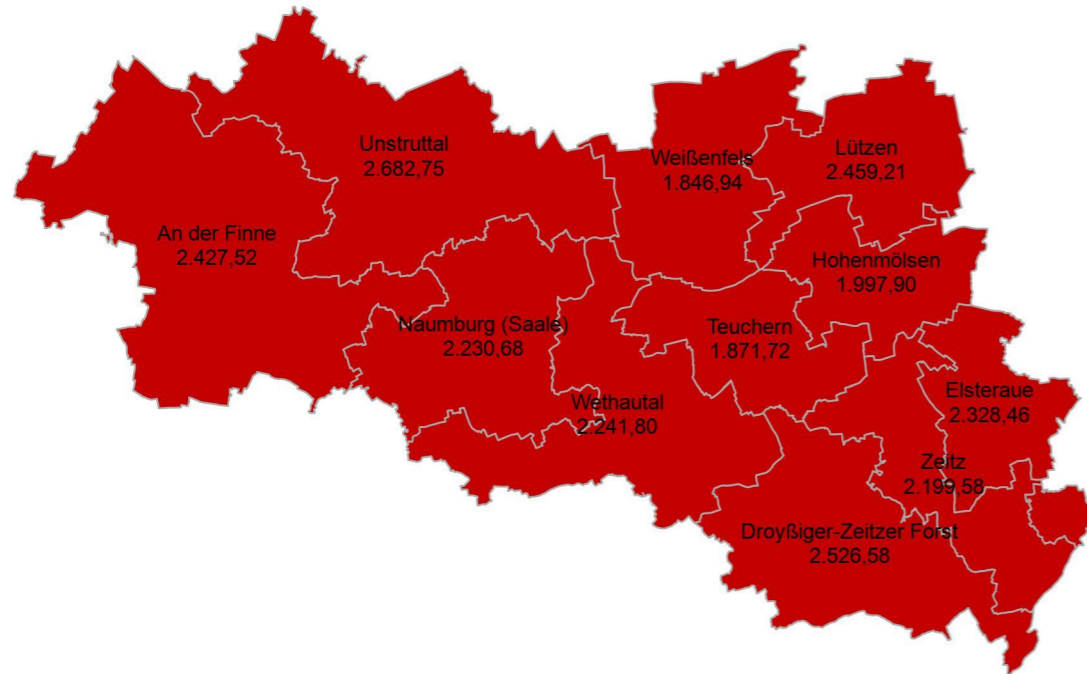 Unstruttal
2.682,75
Weißenfels
1.846,94
Lützen
2.459,21
An der Finne
2.427,52
Hohenmölsen
1.997,90
Naumburg (Saale)
2.230,68
Teuchern
1.871,72
Wethautal
2.241,80
Elsteraue
2.328,46
Zeitz
2.199,58
Droyßiger-Zeitzer Forst
2.526,58